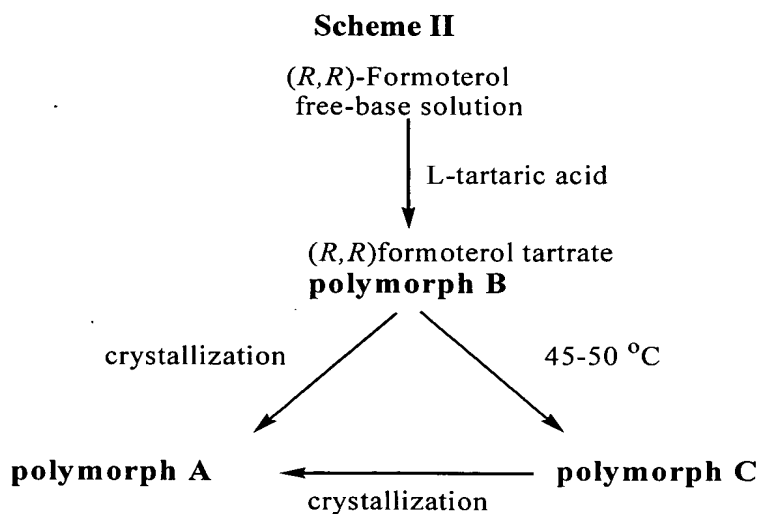 Scheme II
(R,R)-Formoterol
free-base solution
L-tartaric acid
(R,R)formoterol tartrate
polymorph B
crystallization
45-50 °C
polymorph A
polymorph C
crystallization